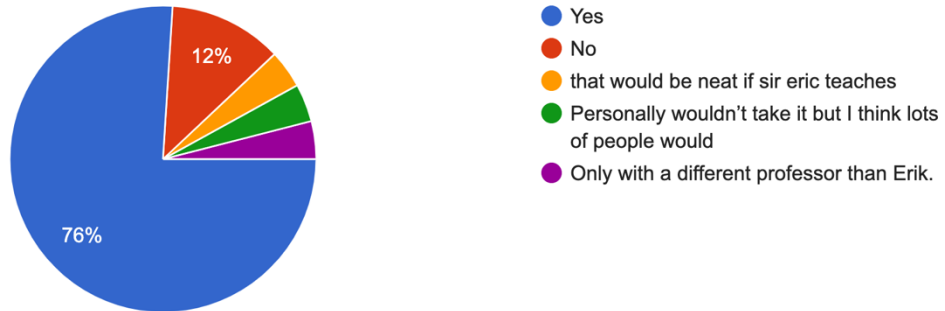 12%
76%
Yes
No
that would be neat if sir eric teaches
Personally wouldn’t take it but I think lots
of people would
Only with a different professor than Erik.